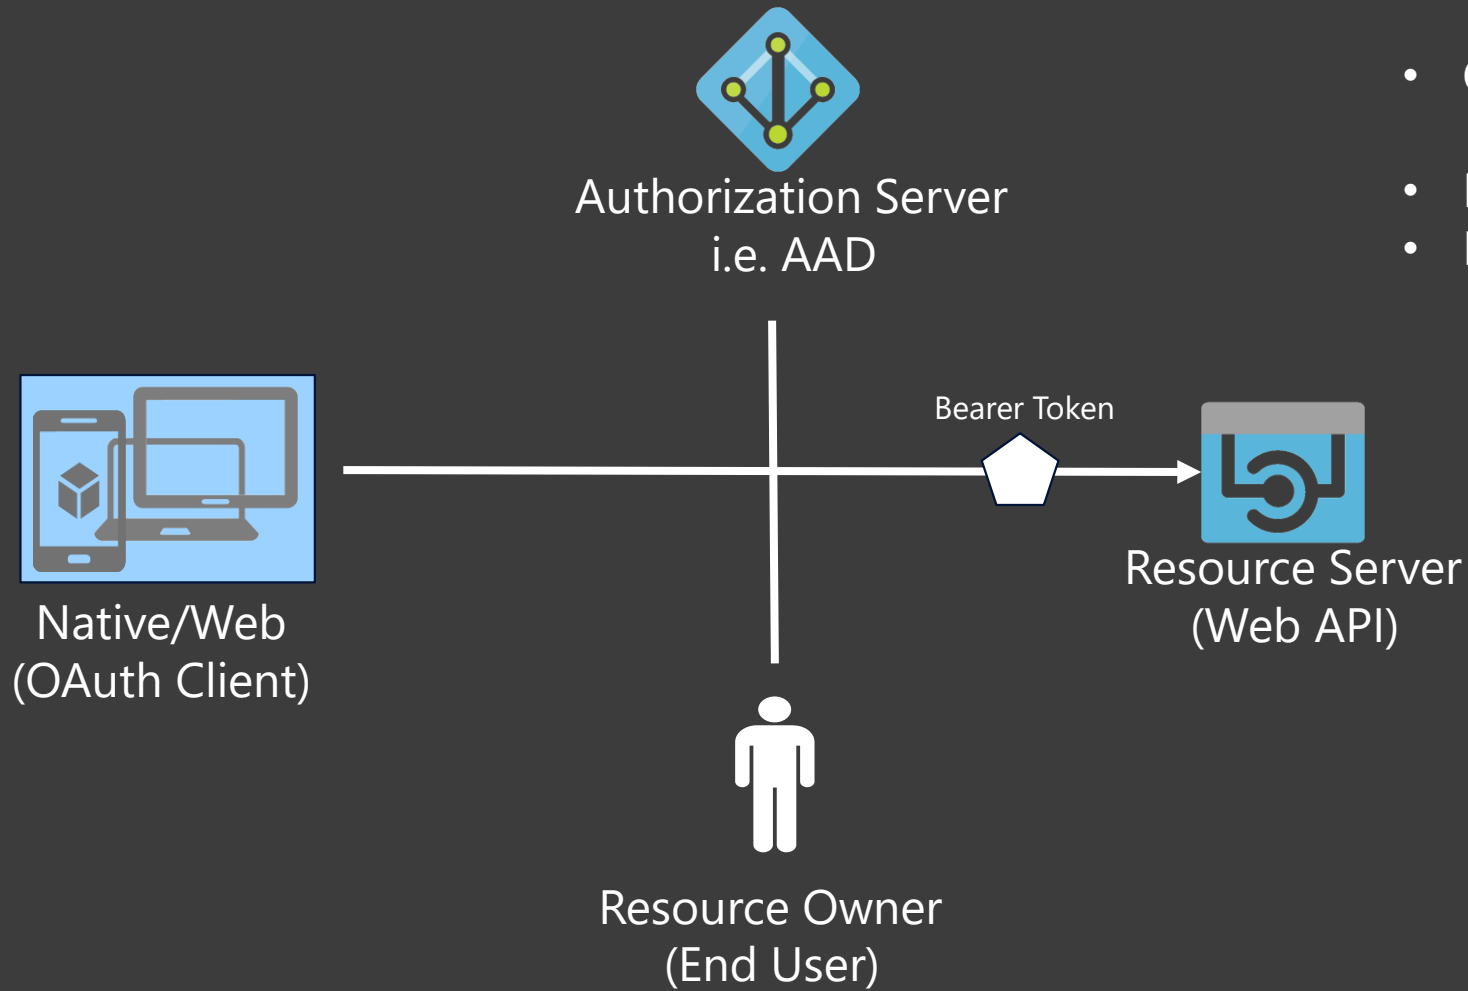 Authorization Server
i.e. AAD
Bearer Token
Native/Web
(OAuth Client)
Resource Server
(Web API)
Resource Owner
(End User)